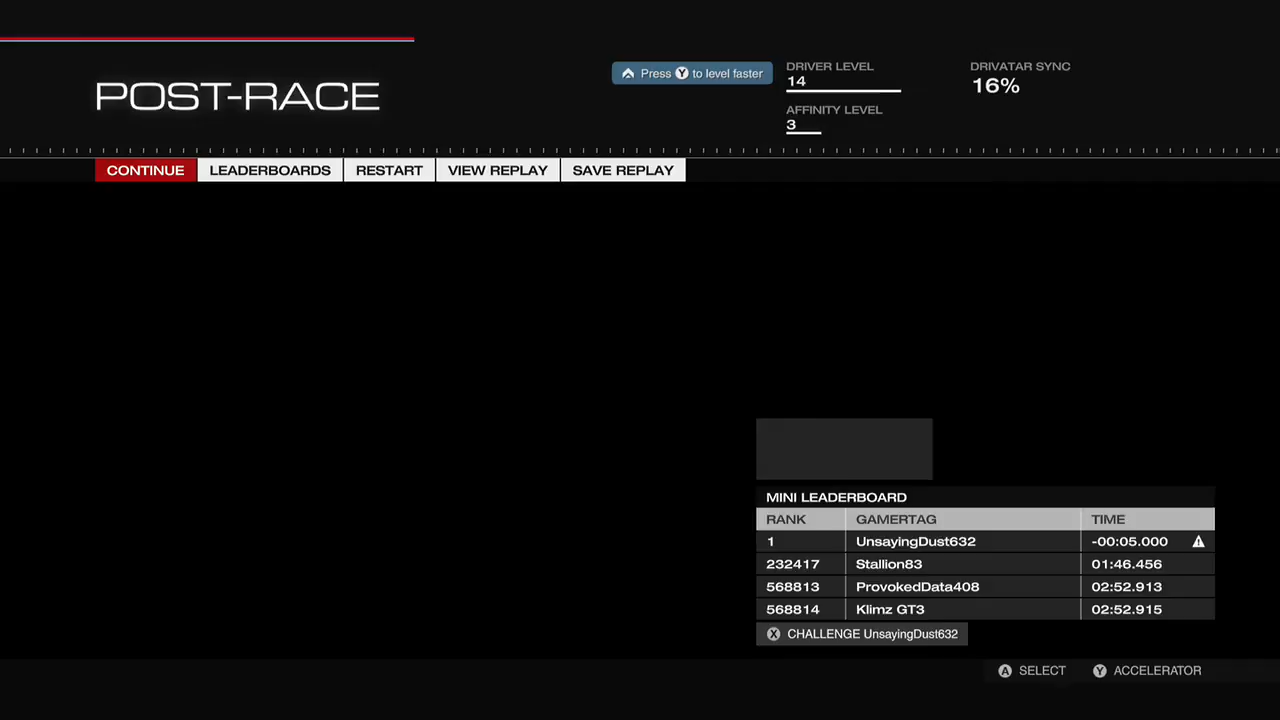 POST-RACE
Press Y to level faster
DRIVER LEVEL
14
AFFINITY LEVEL
3
DRIVATAR SYNC
16%
CONTINUE LEADERBOARDS RESTART VIEW REPLAY SAVE REPLAY
MINI LEADERBOARD
RANK GAMERTAG TIME
1 UnsayingDust632 -00:05.000
232417 Stallion83 01:46.456
568813 ProvokedData408 02:52.913
568814 Klimz GT3 02:52.915
X CHALLENGE UnsayingDust632
A SELECT Y ACCELERATOR